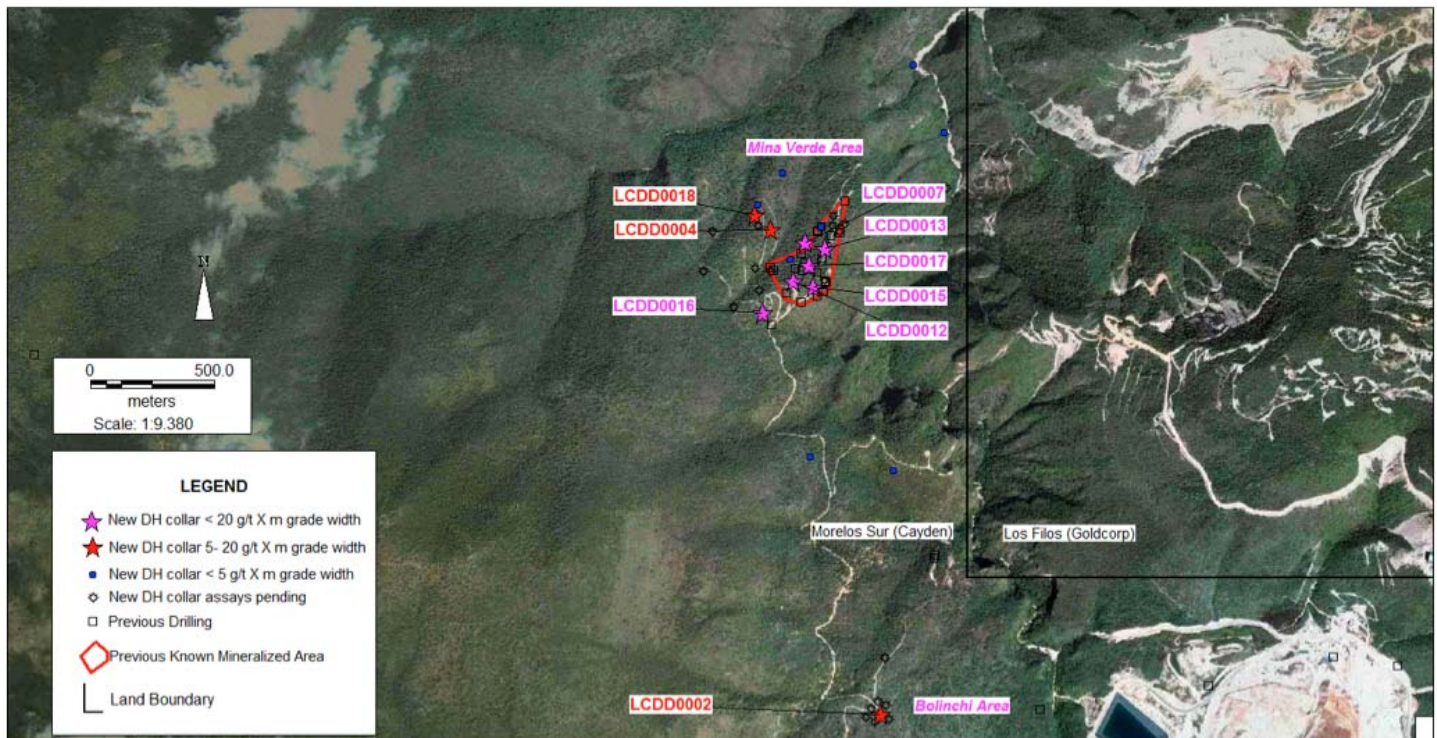 Mina Verde Area
LCDD0018
LCDD0007
LCDD0004
LCDD0013
LCDD0017
LCDD0016
LCDD0015
LCDD0012
N
0 500.0
meters
Scale: 1:9.380
LEGEND
New DH collar < 20 g/t X m grade width
New DH collar 5- 20 g/t X m grade width
New DH collar < 5 g/t X m grade width
New DH collar assays pending
Previous Drilling
Previous Known Mineralized Area
Land Boundary
Morelos Sur (Cayden)
Los Filos (Goldcorp)
LCDD0002
Bolinchi Area